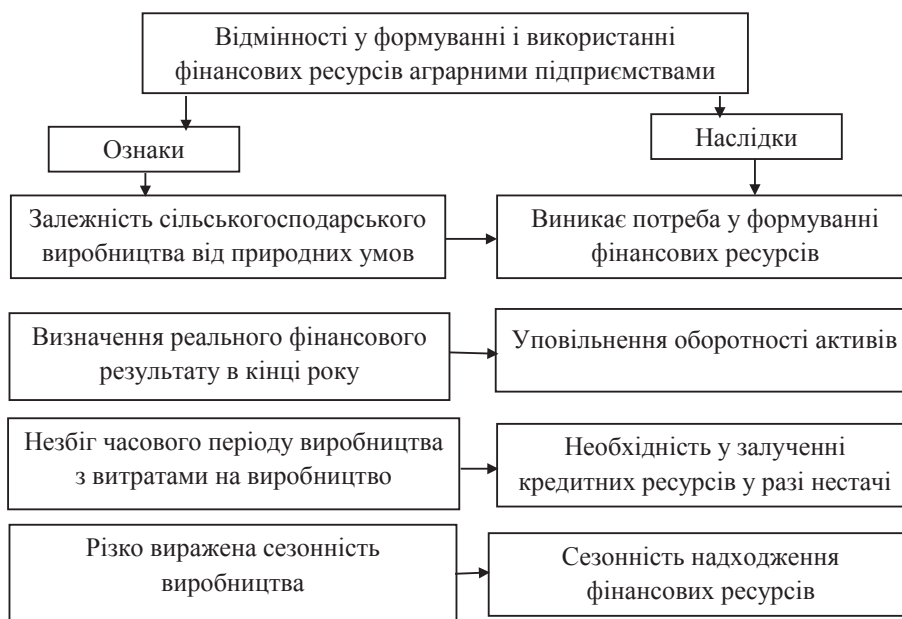 Відмінності у формуванні і використанні
фінансових ресурсів аграрними підприємствами
Ознаки
Наслідки
Залежність сільськогосподарського
виробництва від природних умов
Виникає потреба у формуванні
фінансових ресурсів
Визначення реального фінансового
результату в кінці року
Уповільнення оборотності активів
Незбіг часового періоду виробництва
з витратами на виробництво
Необхідність у залученні
кредитних ресурсів у разі нестачі
Різко виражена сезонність
виробництва
Сезонність надходження
фінансових ресурсів